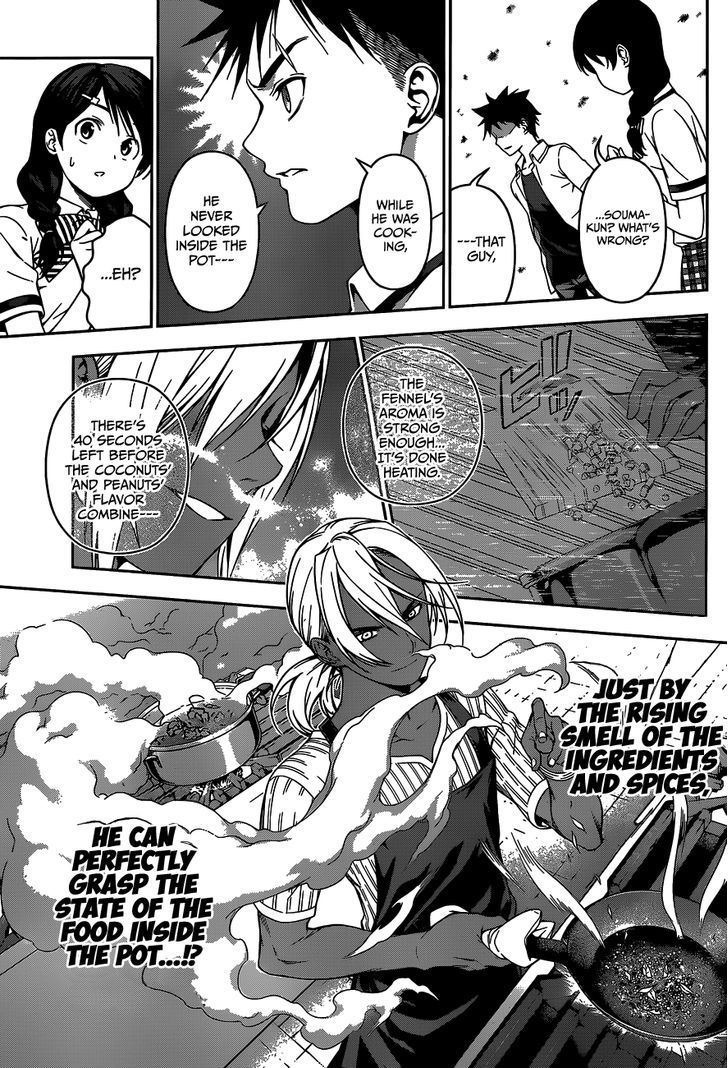 ...SOUMA-
KUN? WHAT'S
WRONG?
---THAT
GUY,
WHILE
HE WAS
COOK-
ING,
HE
NEVER
LOOKED
INSIDE
THE POT---
...EH?
ビッ
THE
FENNEL'S
AROMA IS
STRONG
ENOUGH...
IT'S DONE
HEATING.
THERE'S
40 SECONDS
LEFT BEFORE
THE COCONUTS'
AND PEANUTS'
FLAVOR
COMBINE---
JUST BY
THE RISING
SMELL OF THE
INGREDIENTS
AND SPICES,
HE CAN
PERFECTLY
GRASP THE
STATE OF THE
FOOD INSIDE
THE POT...!?